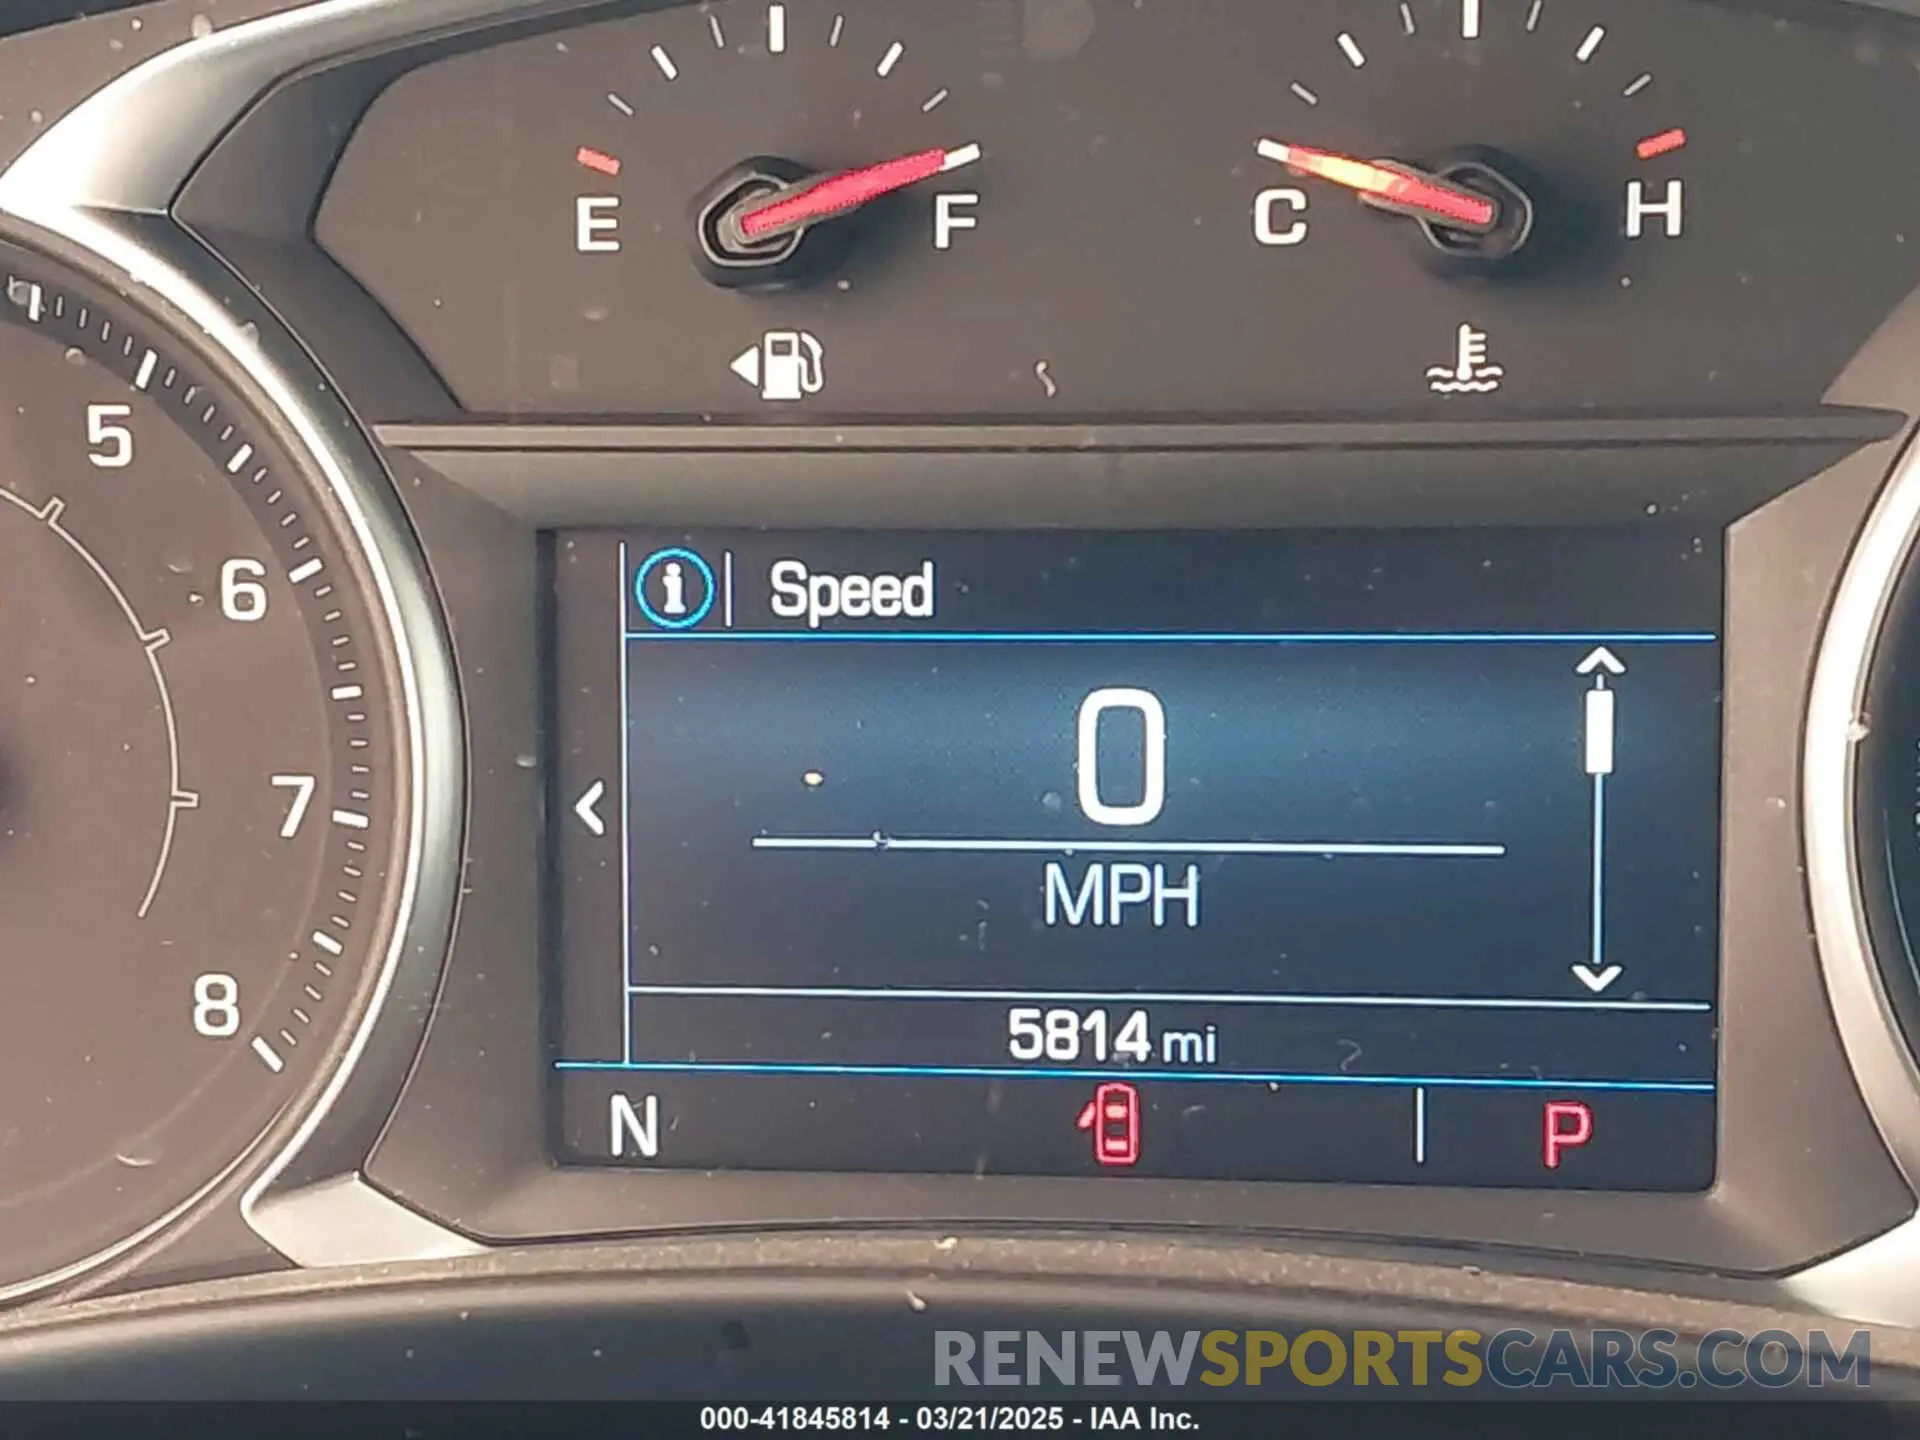 E F C H
5
6
7
8
i Speed
0
MPH
5814 mi
N P
RENEWSPORTSCARS.COM
000-41845814 - 03/21/2025 - IAA Inc.